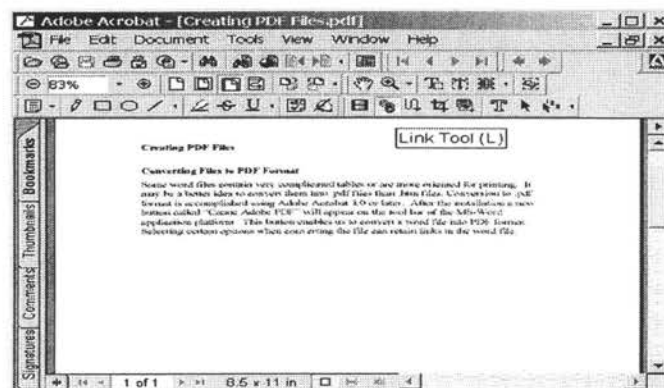 Adobe Acrobat - [Creating PDF Files.pdf]
File Edit Document Tools View Window Help
83%
Link Tool (L)
Creating PDF Files
Converting Files to PDF Format
Some word files contain very complicated tables or are more oriented for printing. It
may be a better idea to convert them into .pdf files than .htm files. Conversion to .pdf
format is accomplished using Adobe Acrobat 3.0 or later. After the installation a new
button called "Create Adobe PDF" will appear on the tool bar of the MS-Word
application platform. This button enables us to convert a word file into PDF format.
Selecting certain options when converting the file can retain links in the word file.
Bookmarks
Thumbnails
Comments
Signatures
1 of 1 8.5 x 11 in